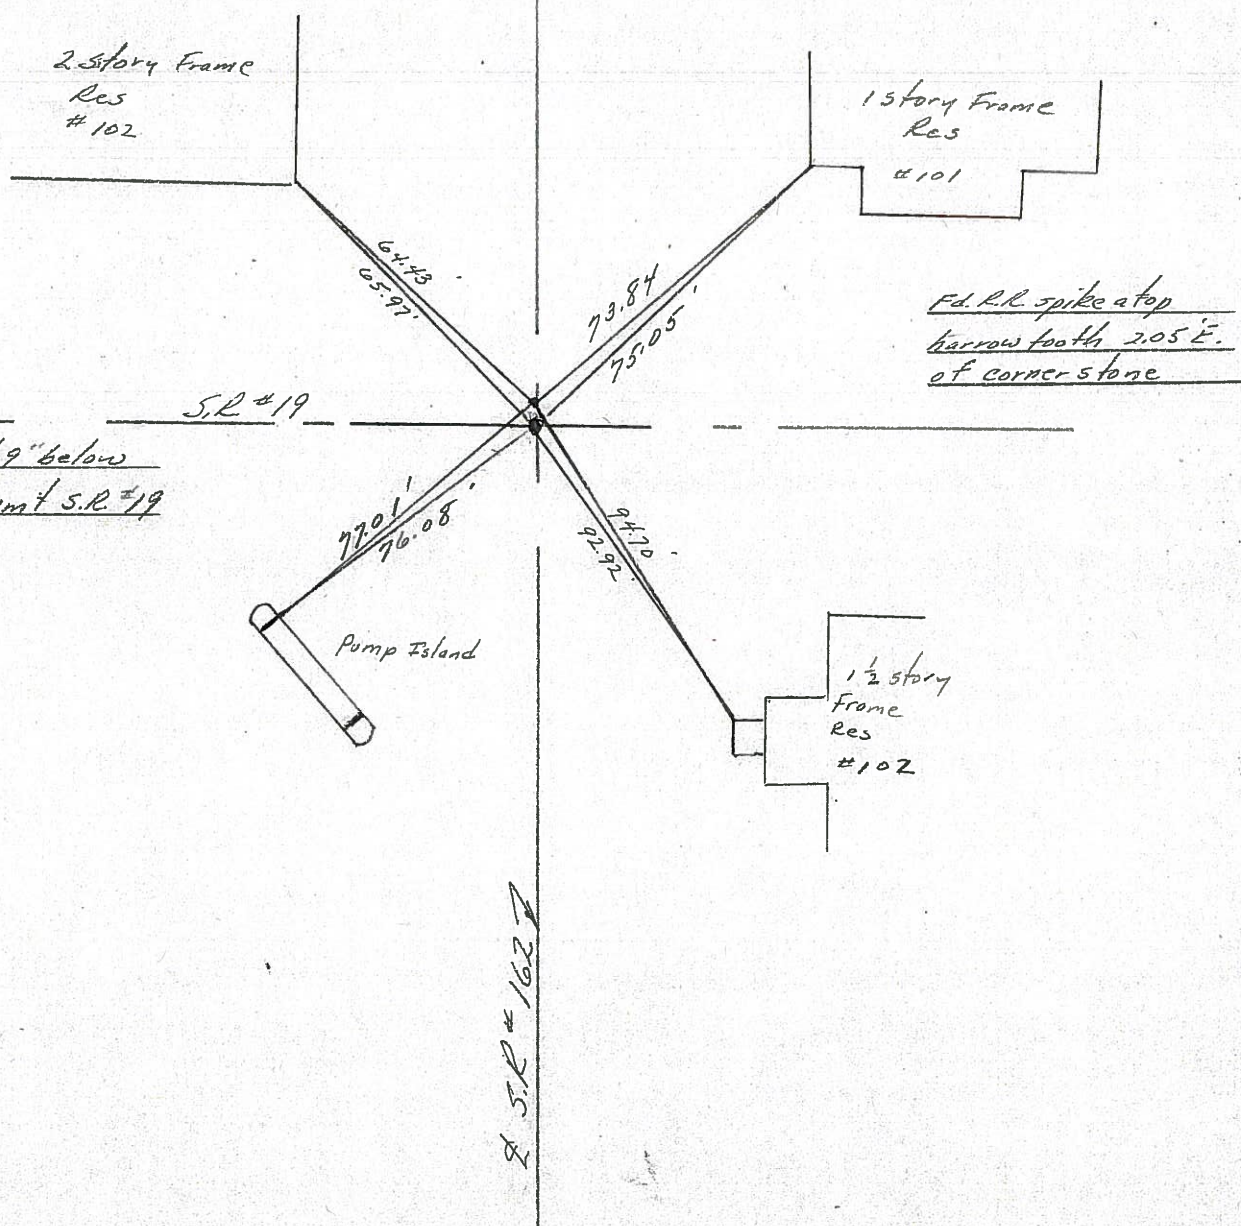 2 story Frame
Res
#102
1 story Frame
Res
#101
64.43'
65.97'
73.84'
75.05'
Fd. R.R. spike atop
harrow tooth 2.05' E.
of corner stone
S.R. #19
9" below
S.R. #19
77.01'
76.08'
94.70'
92.92'
Pump Island
1 ½ story
Frame
Res
#102
S.R. #162